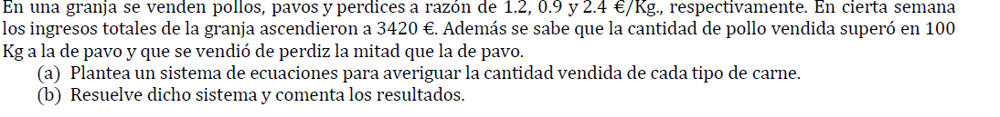 En una granja se venden pollos, pavos y perdices a razón de 1.2, 0.9 y 2.4 €/Kg., respectivamente. En cierta semana
los ingresos totales de la granja ascendieron a 3420 €. Además se sabe que la cantidad de pollo vendida superó en 100
Kg a la de pavo y que se vendió de perdiz la mitad que la de pavo.
(a) Plantea un sistema de ecuaciones para averiguar la cantidad vendida de cada tipo de carne.
(b) Resuelve dicho sistema y comenta los resultados.